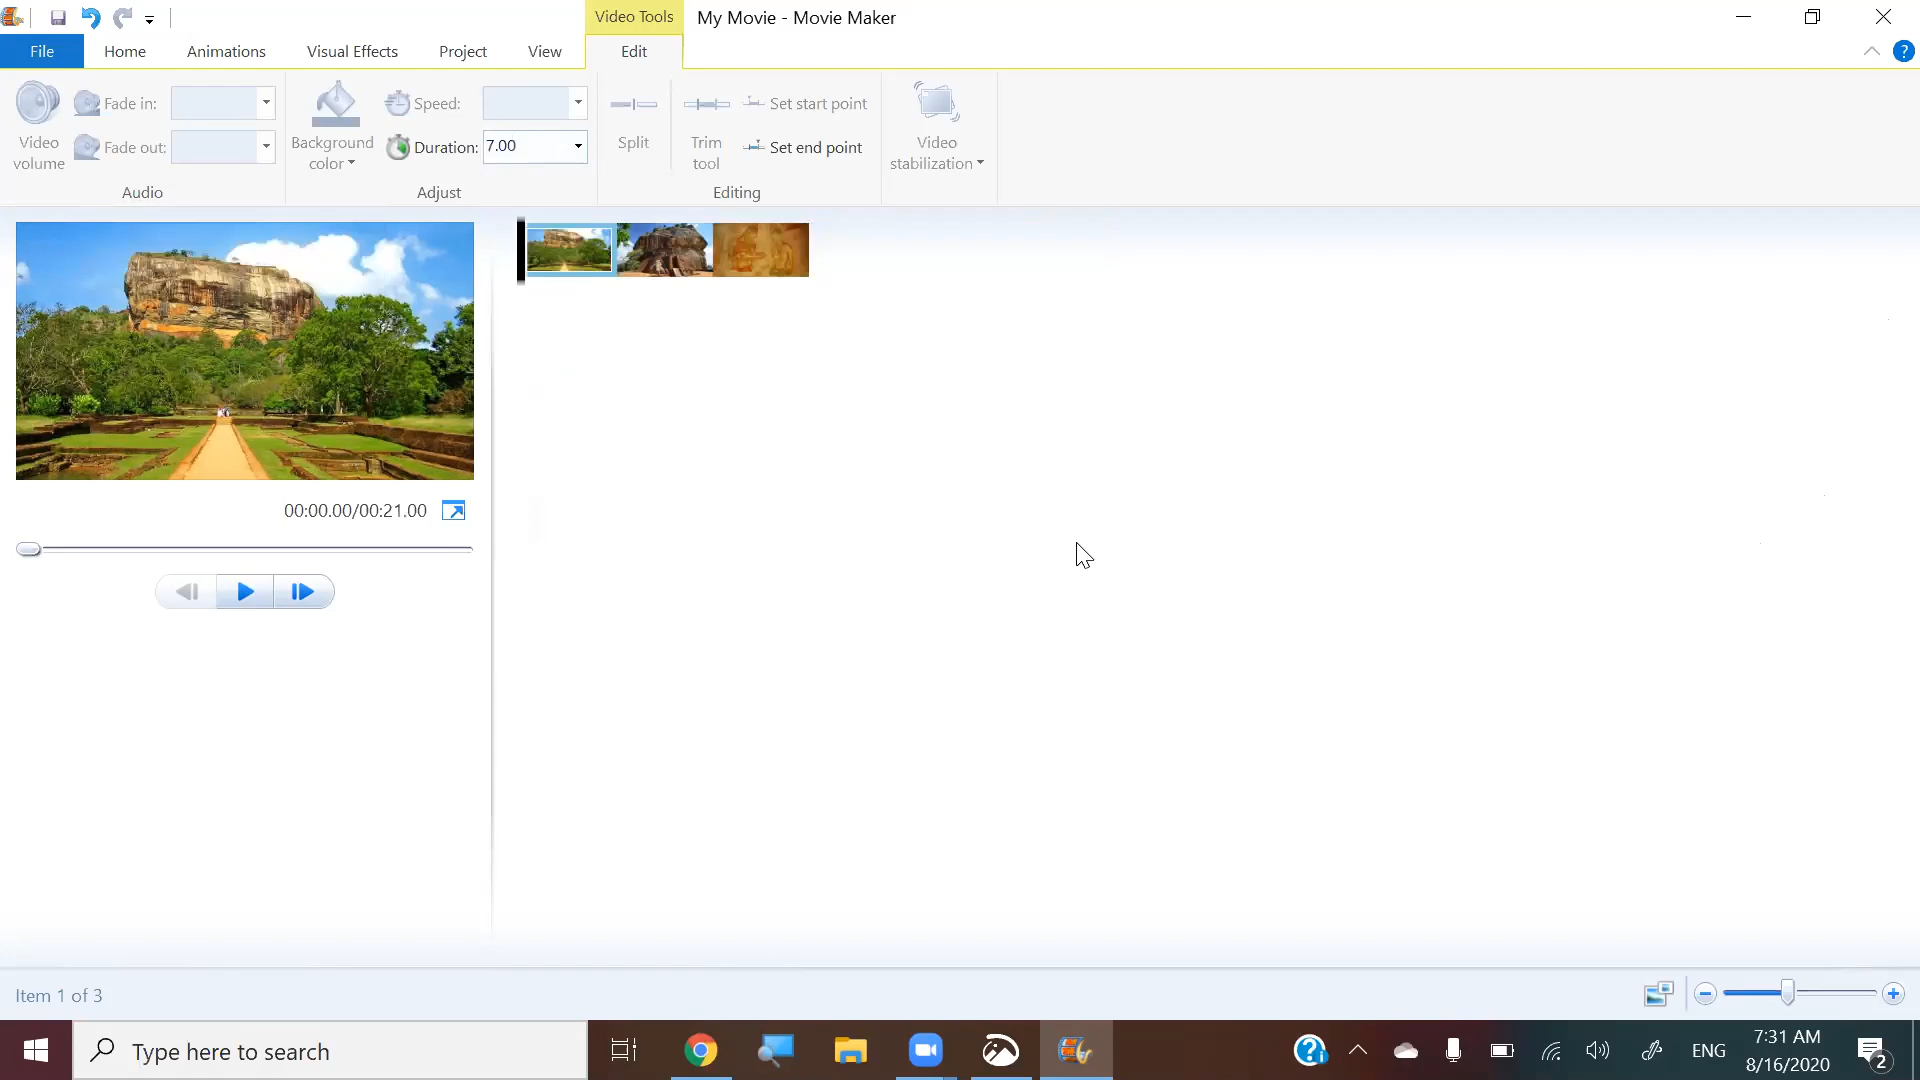 Video Tools
My Movie - Movie Maker
File
Home
Animations
Visual Effects
Project
View
Edit
?
Video
volume
Fade in:
Fade out:
Audio
Background
color
Speed:
Duration: 7.00
Adjust
Split
Trim
tool
Set start point
Set end point
Editing
Video
stabilization
00:00.00/00:21.00
Item 1 of 3
Type here to search
ENG
7:31 AM
8/16/2020
2